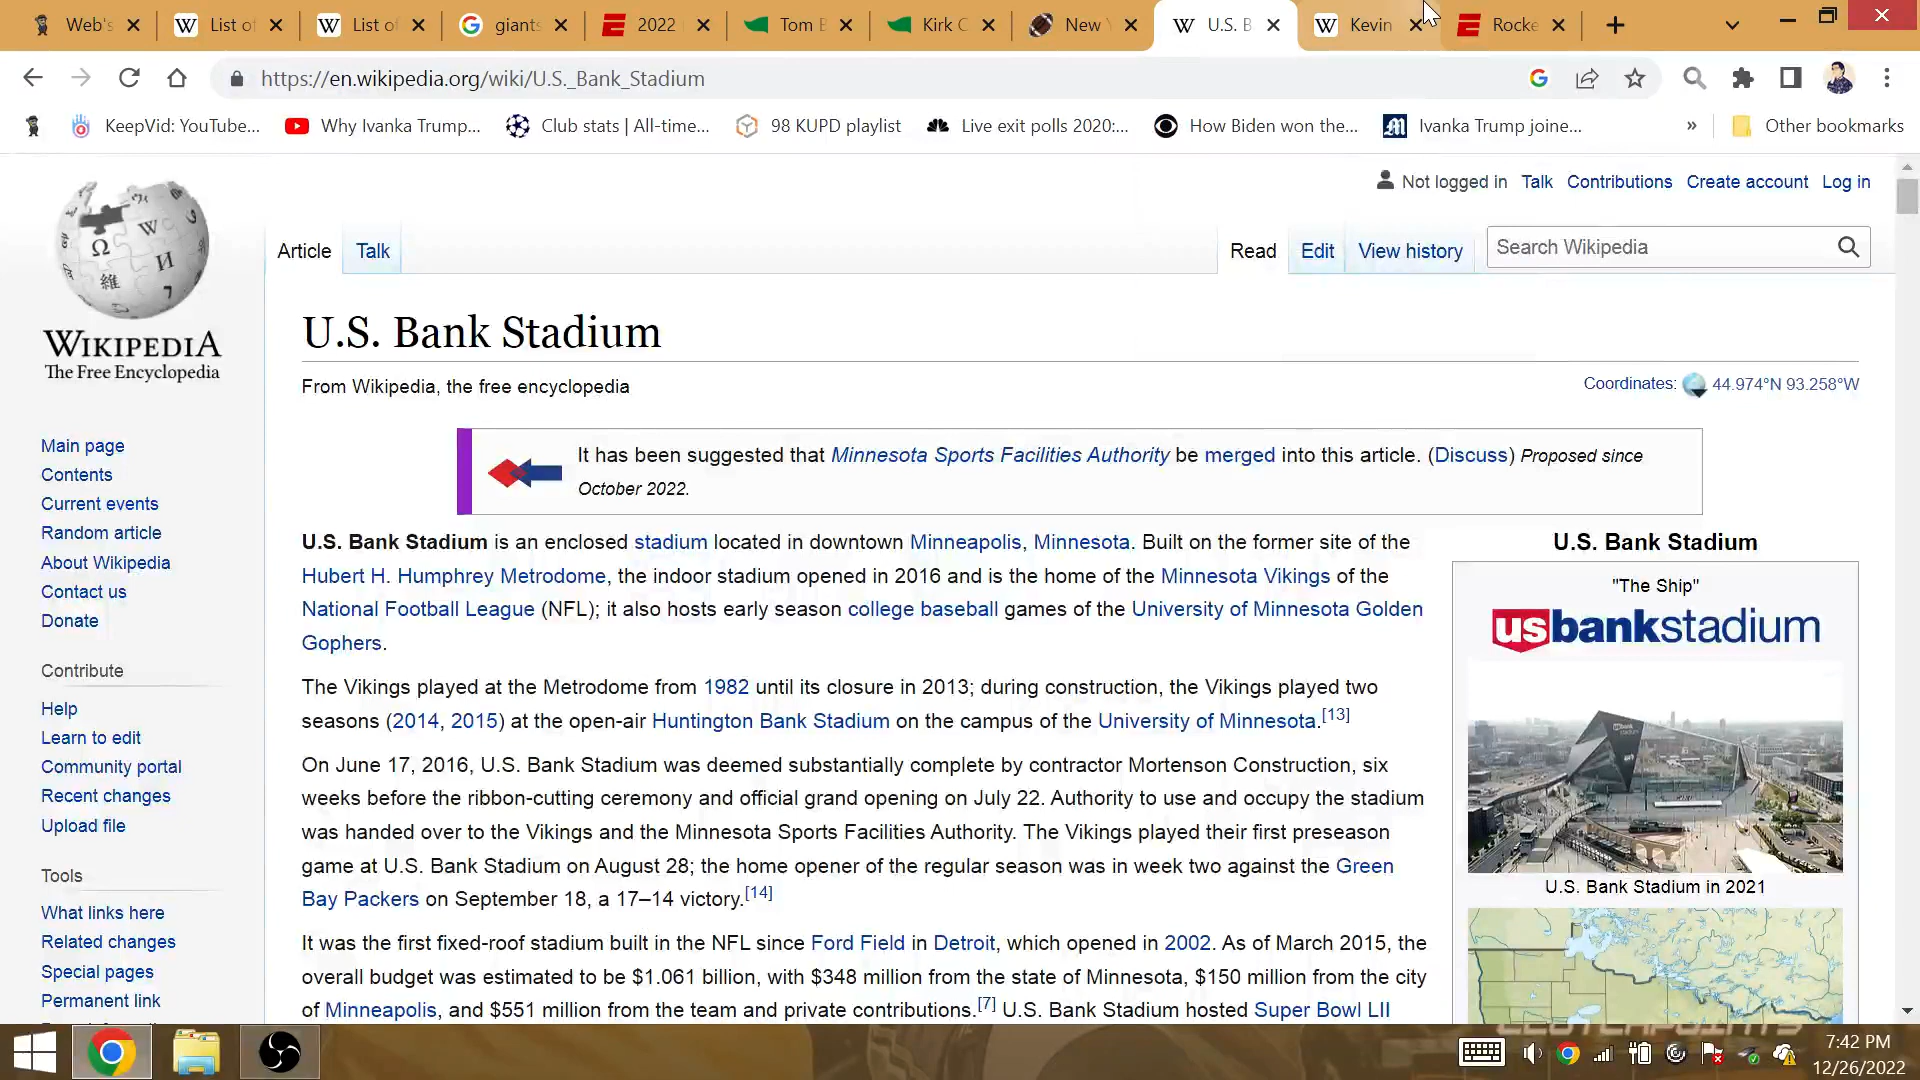 Web's
List o
List o
giants
2022
Tom B
Kirk C
New
U.S. B
Kevin
Rocke
https://en.wikipedia.org/wiki/U.S._Bank_Stadium
KeepVid: YouTube...
Why Ivanka Trump,...
Club stats | All-time...
98 KUPD playlist
Live exit polls 2020:...
How Biden won the...
Ivanka Trump joine...
»
Other bookmarks
Not logged in Talk Contributions Create account Log in
Article Talk Read Edit View history Search Wikipedia
WIKIPEDIA
The Free Encyclopedia
U.S. Bank Stadium
From Wikipedia, the free encyclopedia
Coordinates: 44.974°N 93.258°W
Main page
Contents
Current events
Random article
About Wikipedia
Contact us
Donate
Contribute
Help
Learn to edit
Community portal
Recent changes
Upload file
Tools
What links here
Related changes
Special pages
Permanent link
It has been suggested that Minnesota Sports Facilities Authority be merged into this article. (Discuss) Proposed since
October 2022.
U.S. Bank Stadium is an enclosed stadium located in downtown Minneapolis, Minnesota. Built on the former site of the
Hubert H. Humphrey Metrodome, the indoor stadium opened in 2016 and is the home of the Minnesota Vikings of the
National Football League (NFL); it also hosts early season college baseball games of the University of Minnesota Golden
Gophers.
The Vikings played at the Metrodome from 1982 until its closure in 2013; during construction, the Vikings played two
seasons (2014, 2015) at the open-air Huntington Bank Stadium on the campus of the University of Minnesota.[13]
On June 17, 2016, U.S. Bank Stadium was deemed substantially complete by contractor Mortenson Construction, six
weeks before the ribbon-cutting ceremony and official grand opening on July 22. Authority to use and occupy the stadium
was handed over to the Vikings and the Minnesota Sports Facilities Authority. The Vikings played their first preseason
game at U.S. Bank Stadium on August 28; the home opener of the regular season was in week two against the Green
Bay Packers on September 18, a 17–14 victory.[14]
It was the first fixed-roof stadium built in the NFL since Ford Field in Detroit, which opened in 2002. As of March 2015, the
overall budget was estimated to be $1.061 billion, with $348 million from the state of Minnesota, $150 million from the city
of Minneapolis, and $551 million from the team and private contributions.[7] U.S. Bank Stadium hosted Super Bowl LII
U.S. Bank Stadium
"The Ship"
usbankstadium
U.S. Bank Stadium in 2021
7:42 PM
12/26/2022